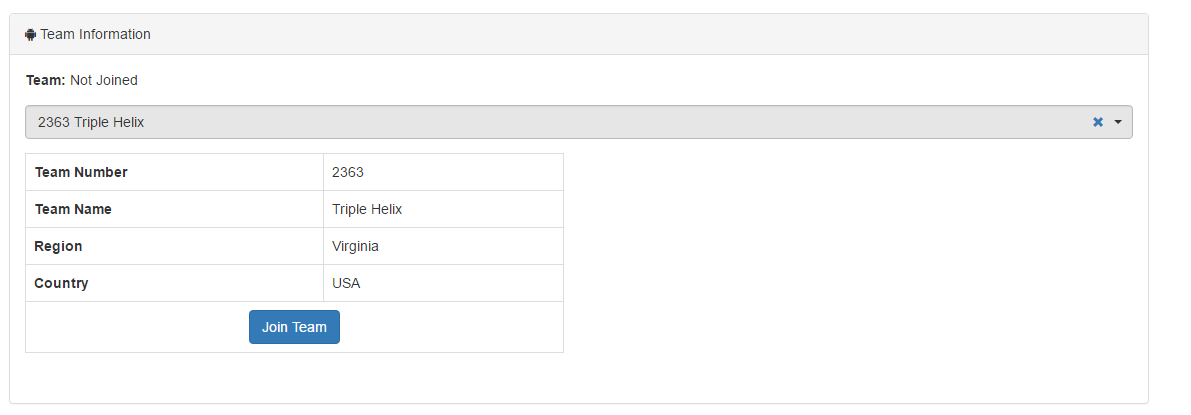 Team Information
Team: Not Joined
2363 Triple Helix
Team Number 2363
Team Name Triple Helix
Region Virginia
Country USA
Join Team